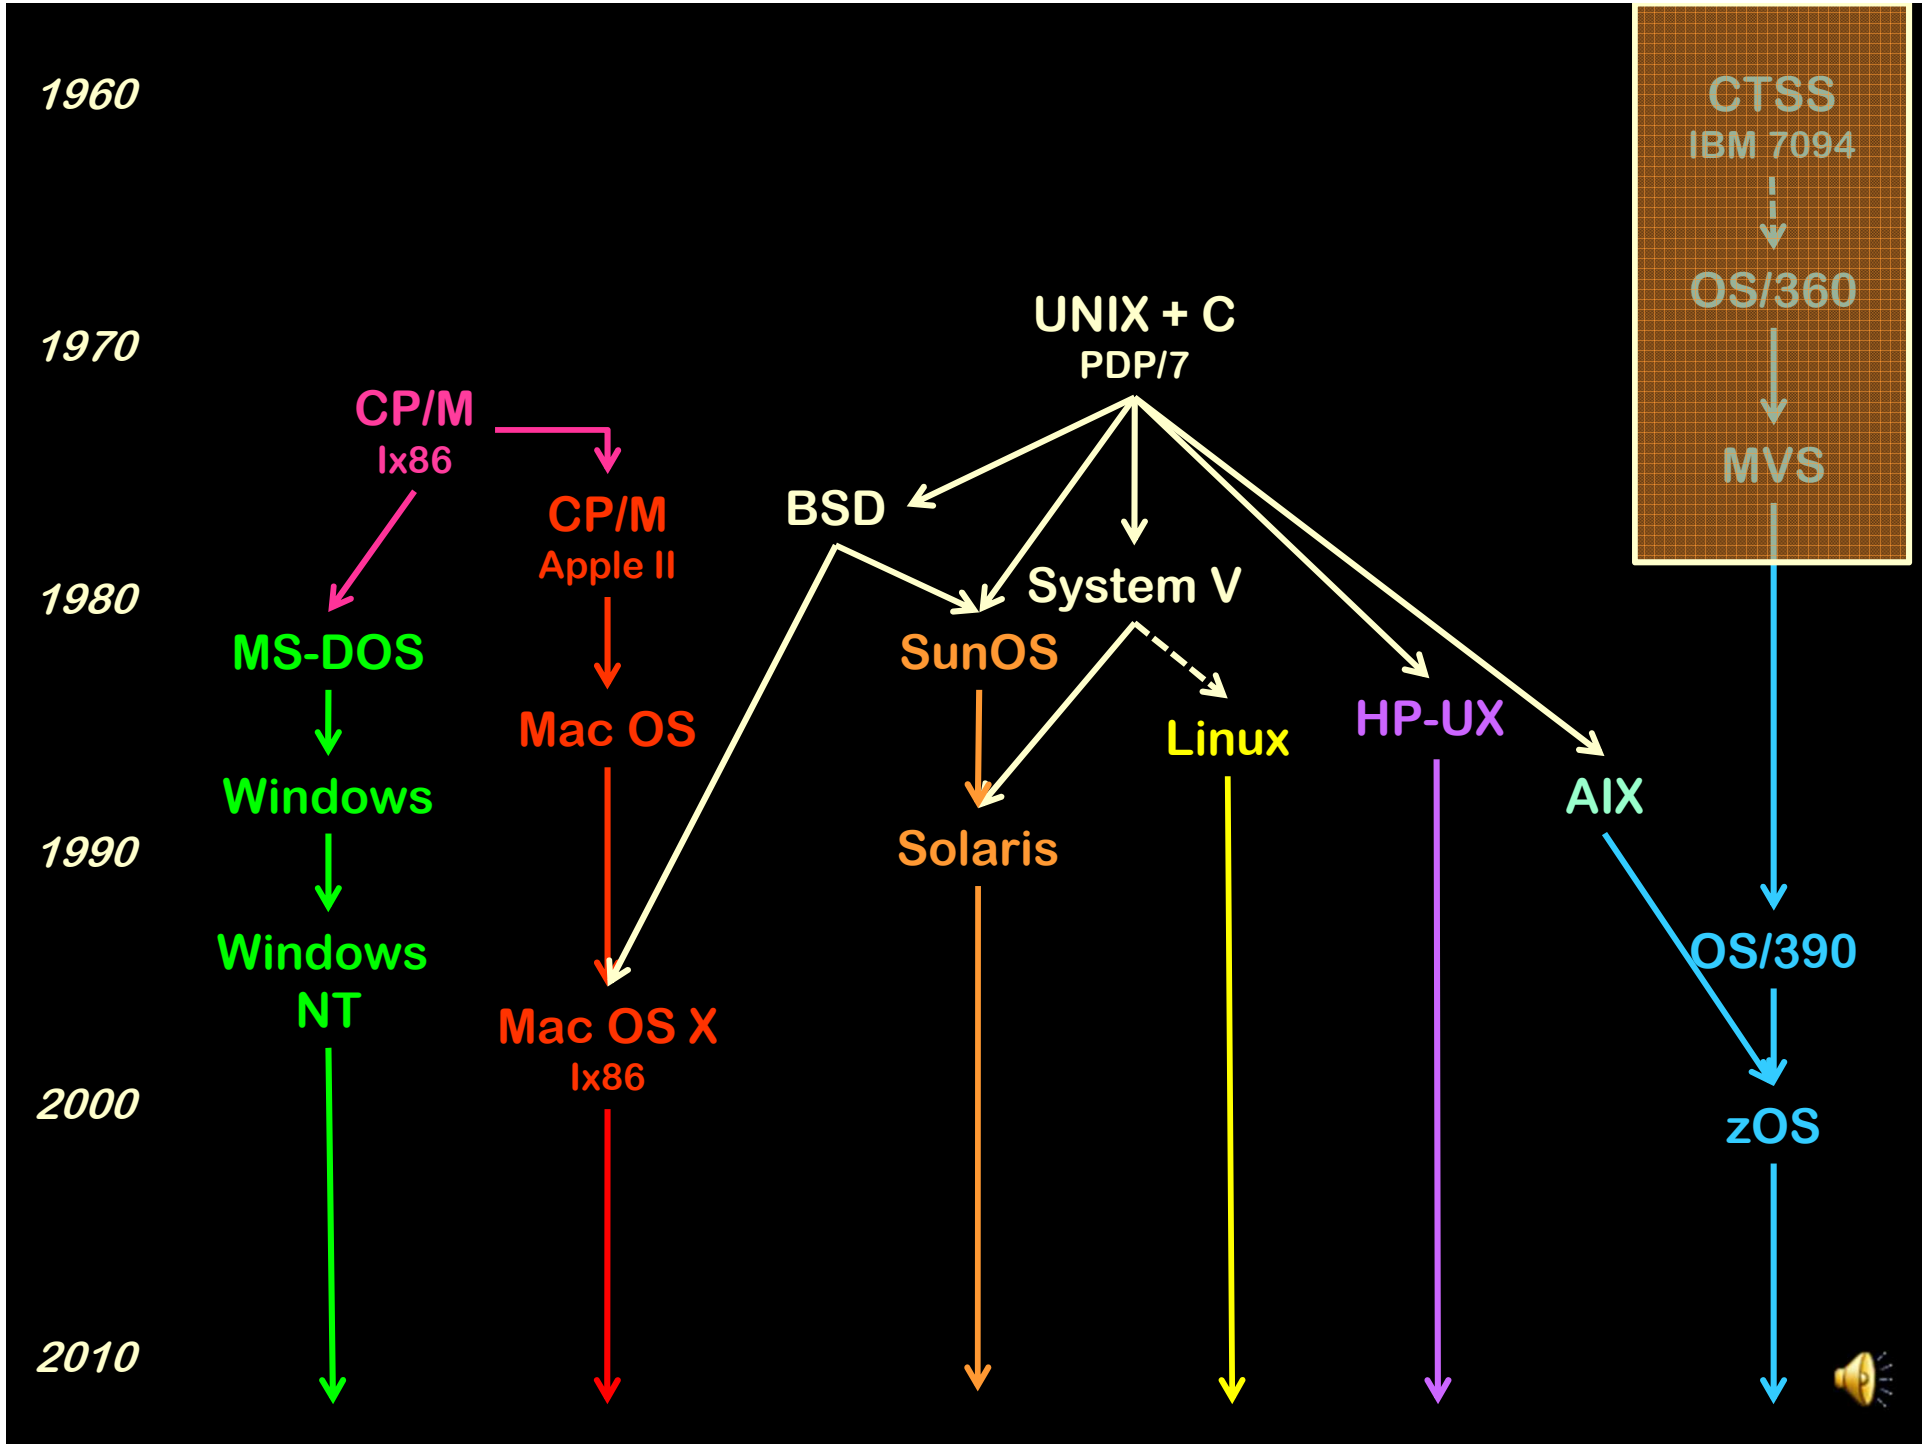 1960
CTSS
IBM 7094
OS/360
UNIX + C
PDP/7
1970
CP/M
Ix86
MVS
BSD
CP/M
Apple II
System V
1980
MS-DOS
SunOS
Mac OS
Linux
HP-UX
Windows
AIX
1990
Solaris
Windows
NT
OS/390
Mac OS X
Ix86
2000
zOS
2010